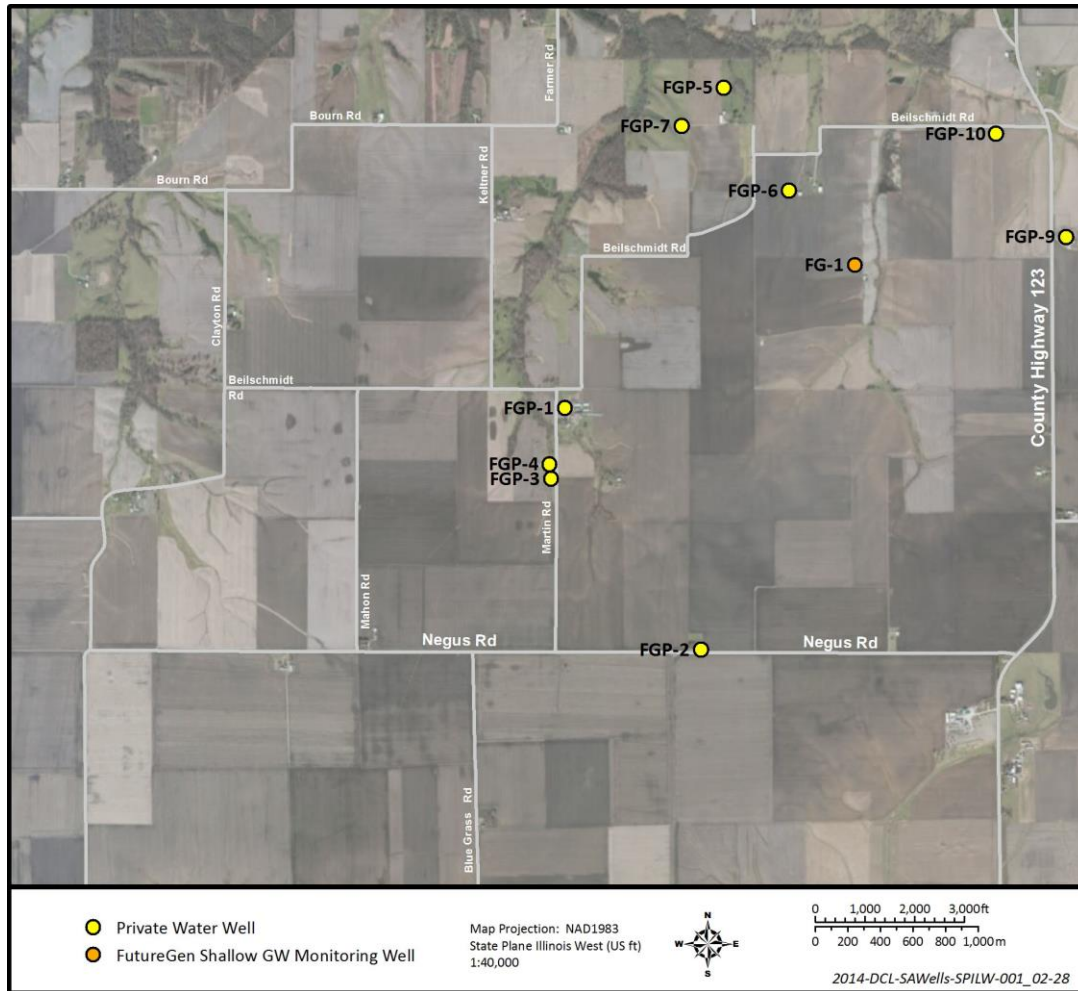 FGP-5
Farmer Rd
Bourn Rd
FGP-7
Beilschmidt Rd
FGP-10
Keltner Rd
Bourn Rd
FGP-6
FGP-9
Beilschmidt Rd
FG-1
Clayton Rd
County Highway 123
Beilschmidt
Rd
FGP-1
FGP-4
FGP-3
Martin Rd
Mahon Rd
Negus Rd
FGP-2
Negus Rd
Blue Grass Rd
Private Water Well
FutureGen Shallow GW Monitoring Well
Map Projection: NAD1983
State Plane Illinois West (US ft)
1:40,000
N
W E
S
0 1,000 2,000 3,000ft
0 200 400 600 800 1,000m
2014-DCL-SAWells-SPILW-001_02-28